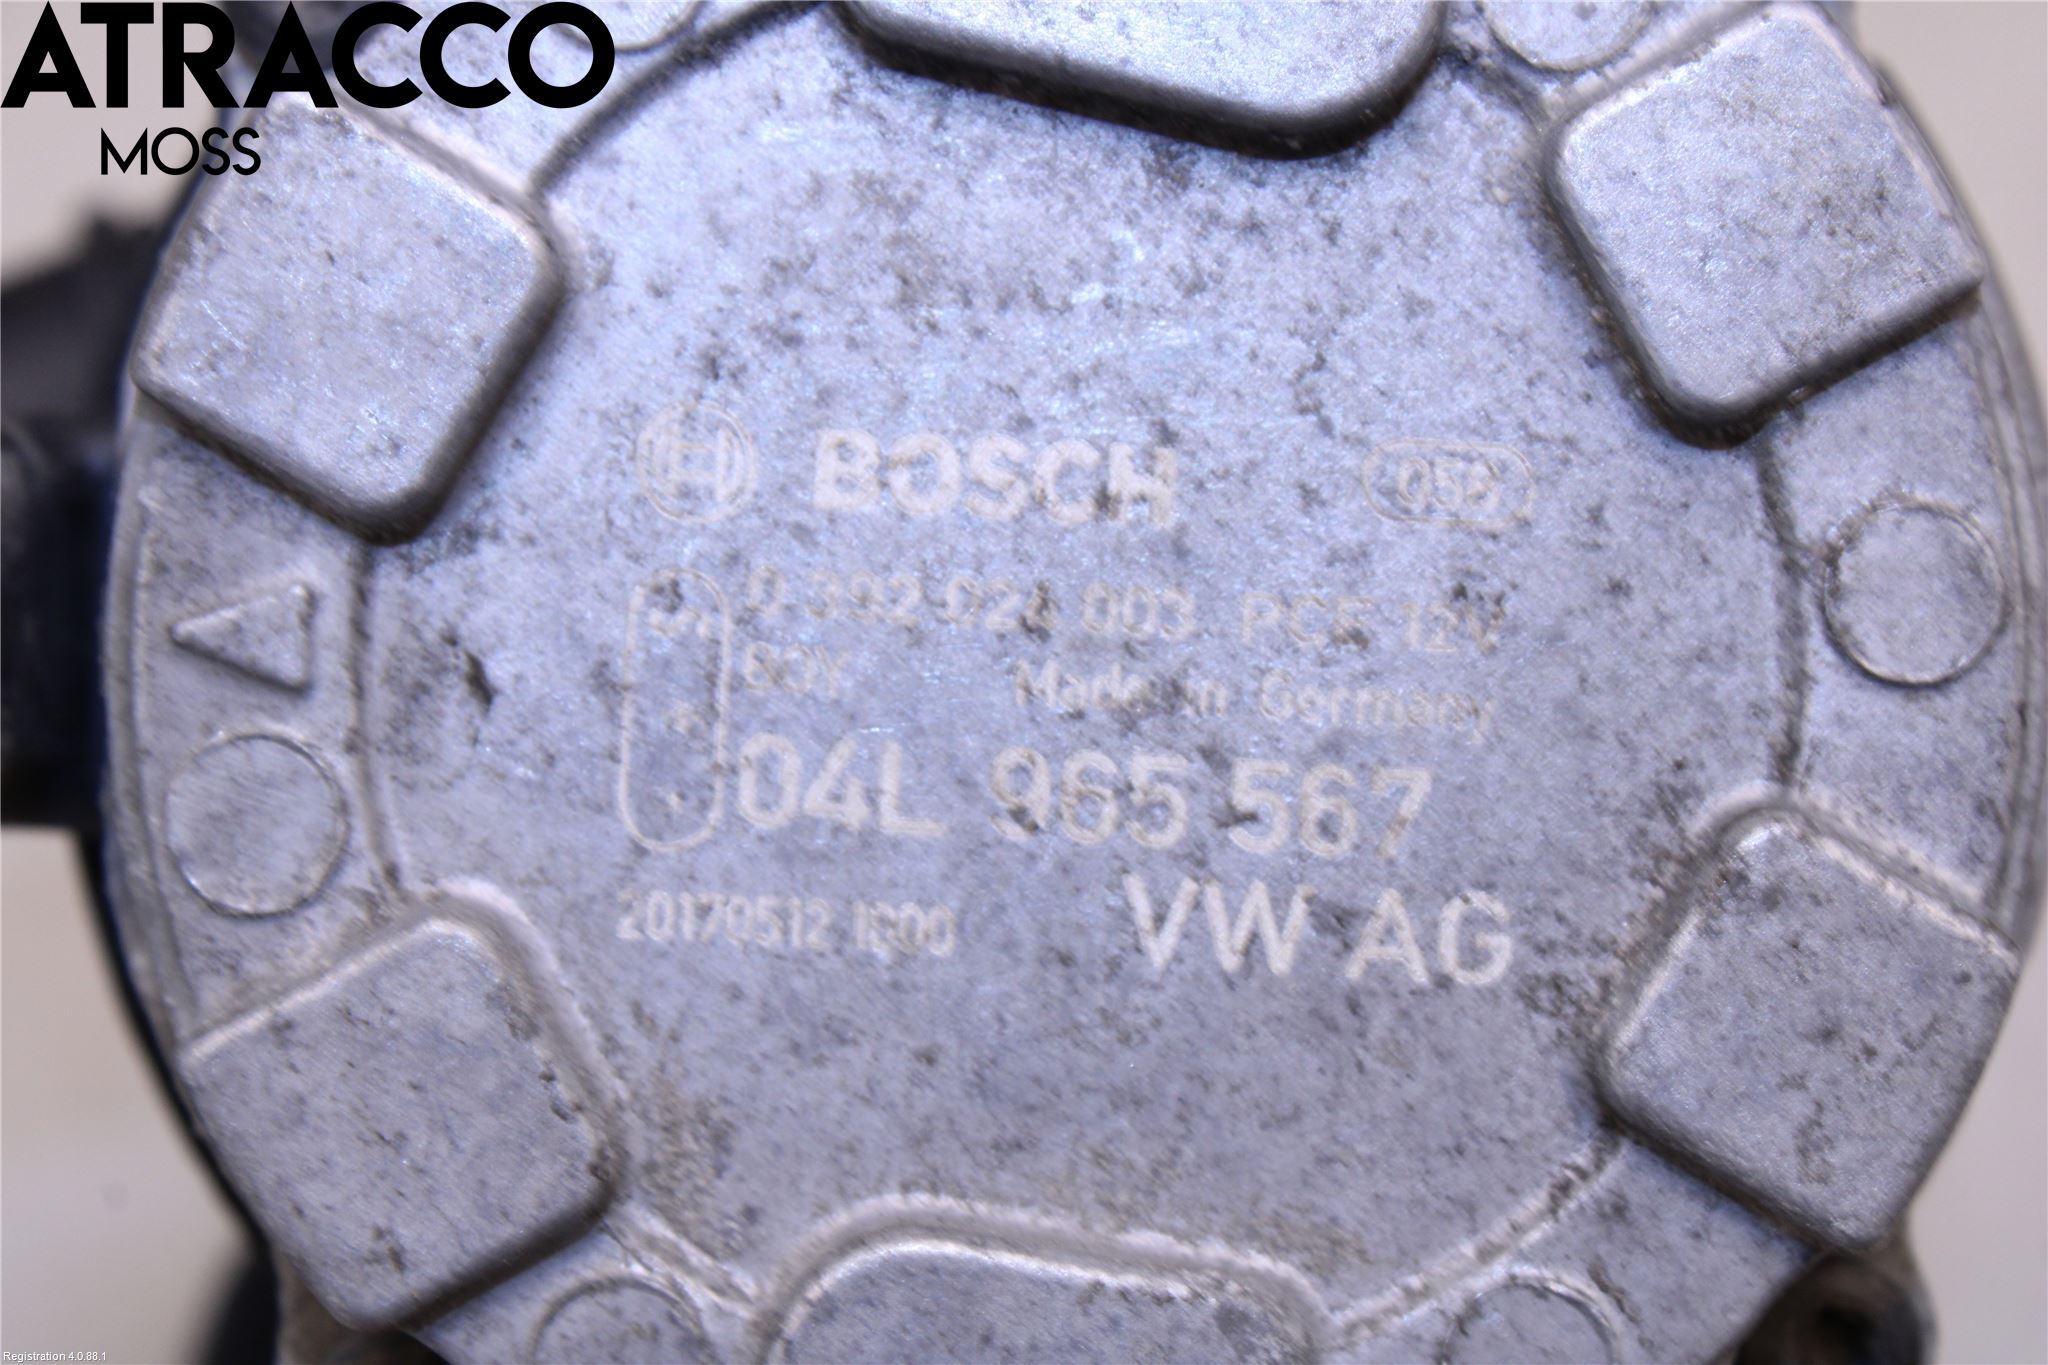 ATRACCO
MOSS
BOSCH 058
0 392 024 003 PCE 12V
Made in Germany
+
-
04L 965 567
20170512 VW AG
Registration 4.0.88.1